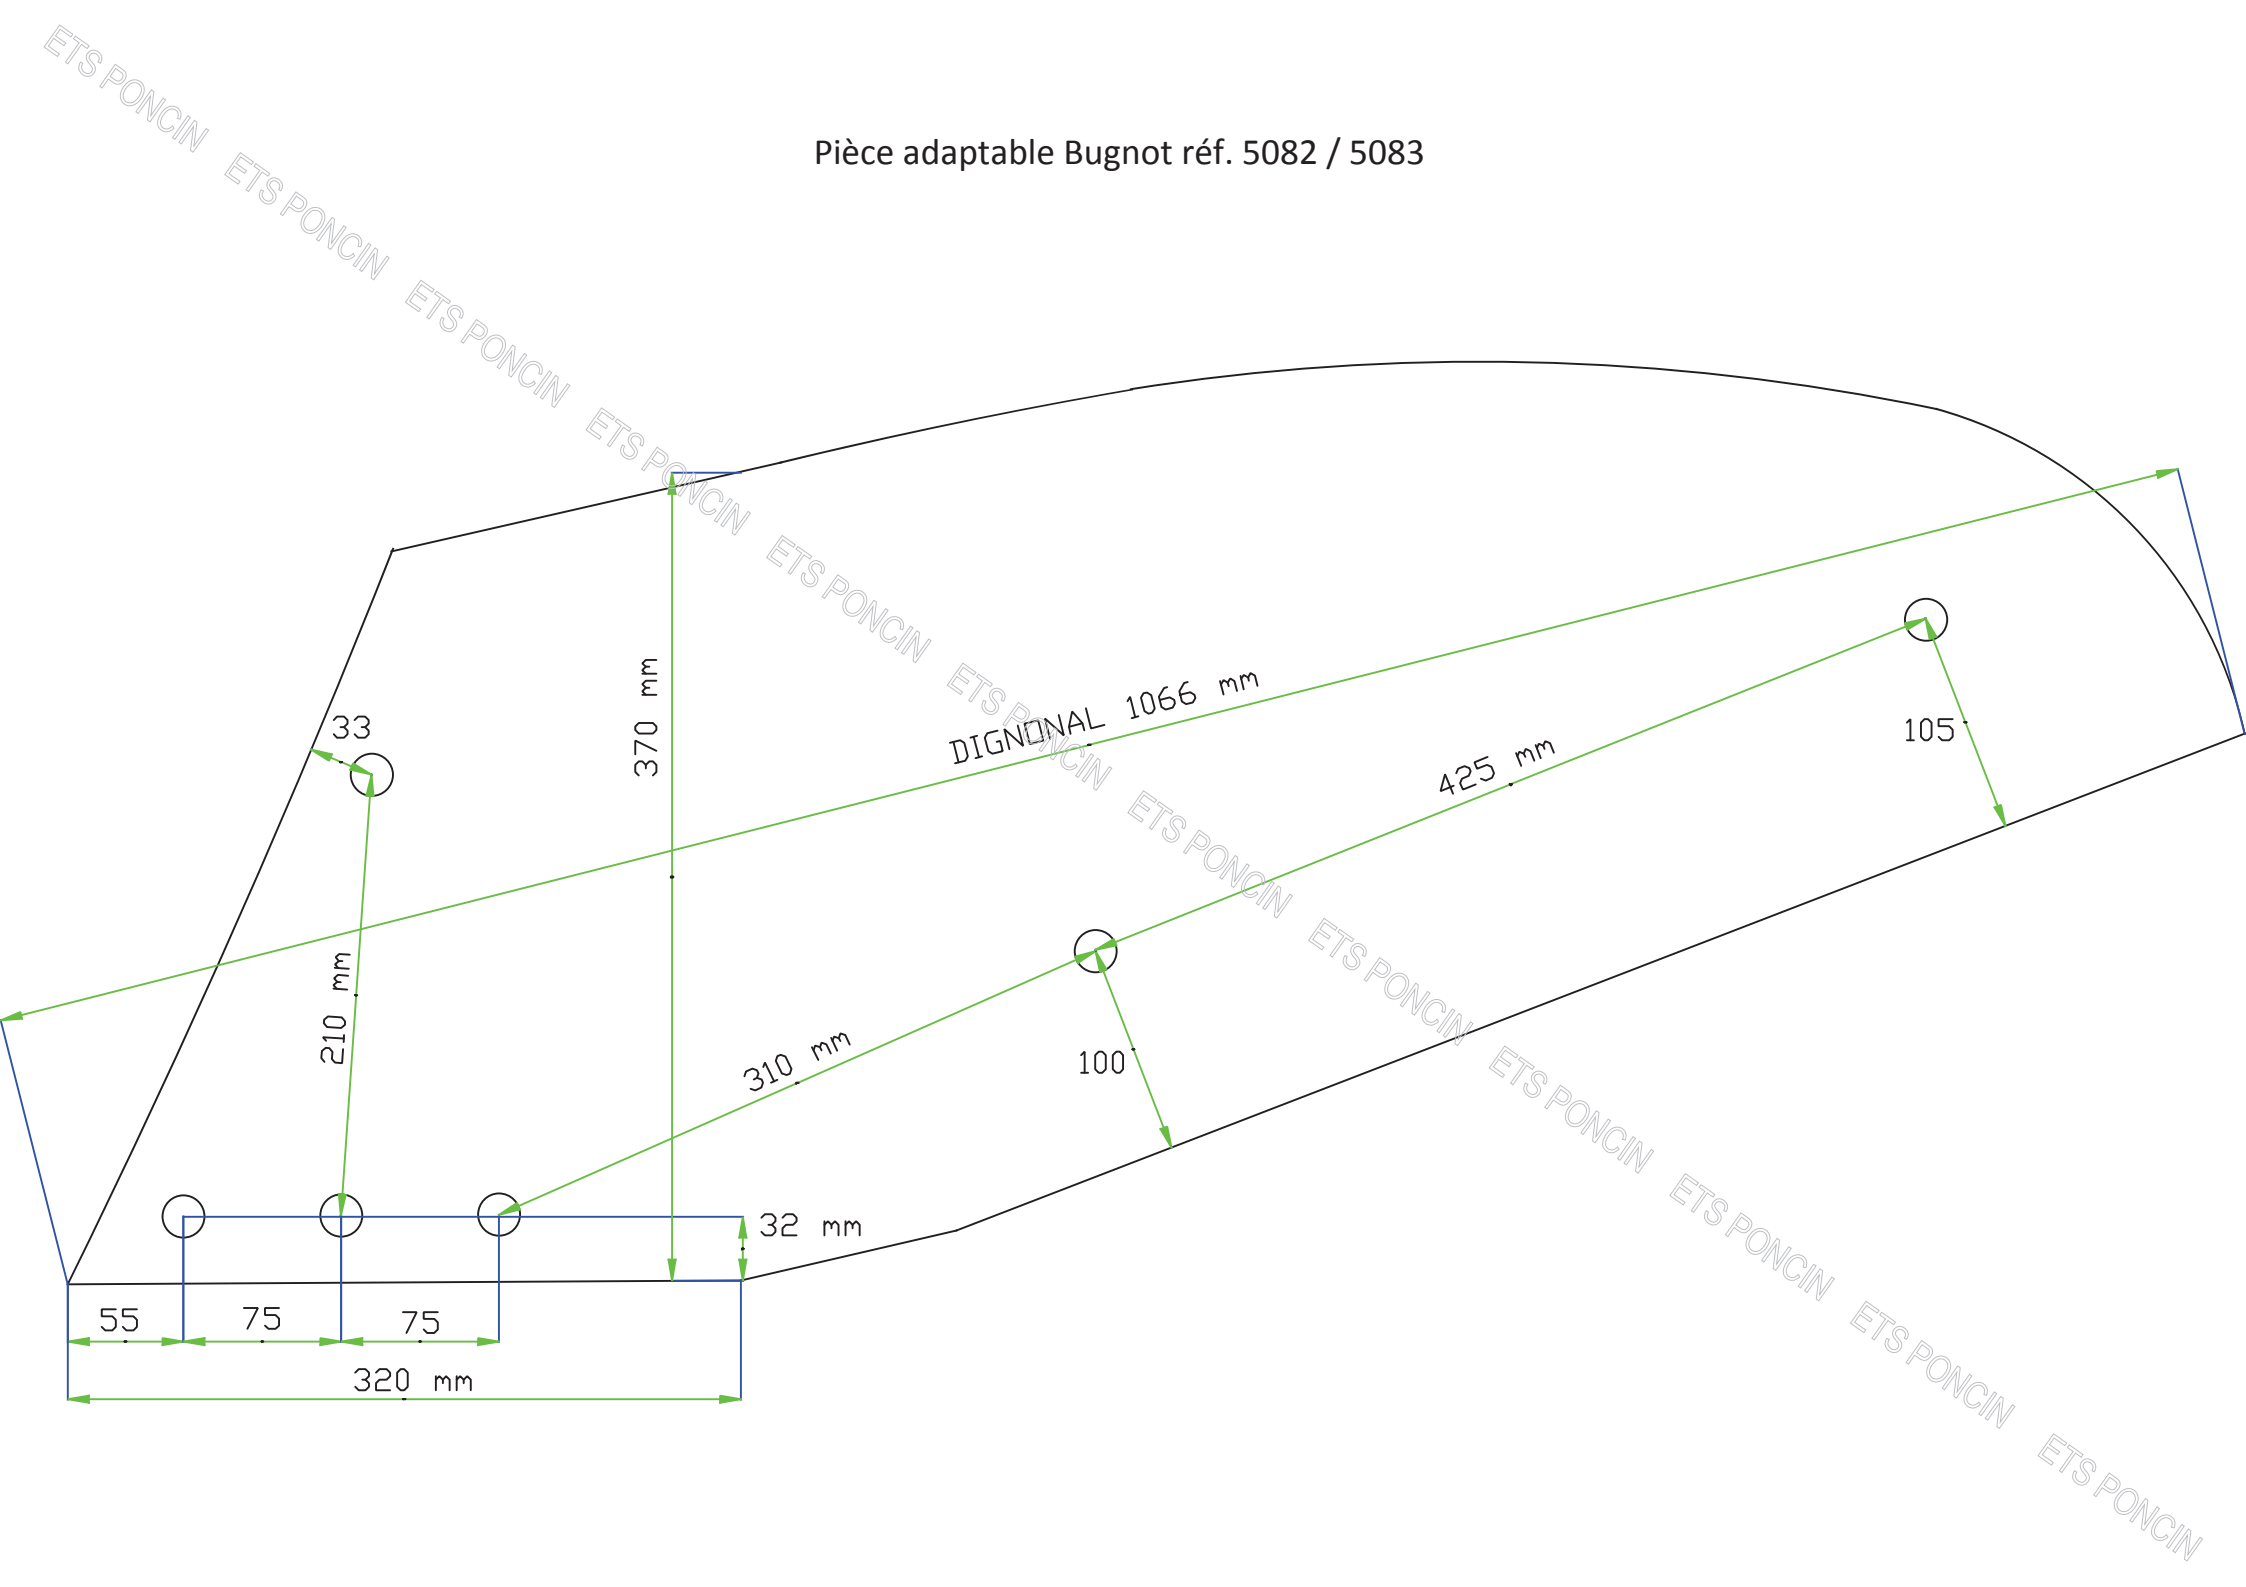 Pièce adaptable Bugnot réf. 5082 / 5083
ETS PONCIN ETS PONCIN ETS PONCIN ETS PONCIN ETS PONCIN ETS PONCIN ETS PONCIN ETS PONCIN ETS PONCIN ETS PONCIN ETS PONCIN ETS PONCIN
33
370 mm
DIGNONAL 1066 mm
425 mm
105
210 mm
310 mm
100
32 mm
55
75
75
320 mm